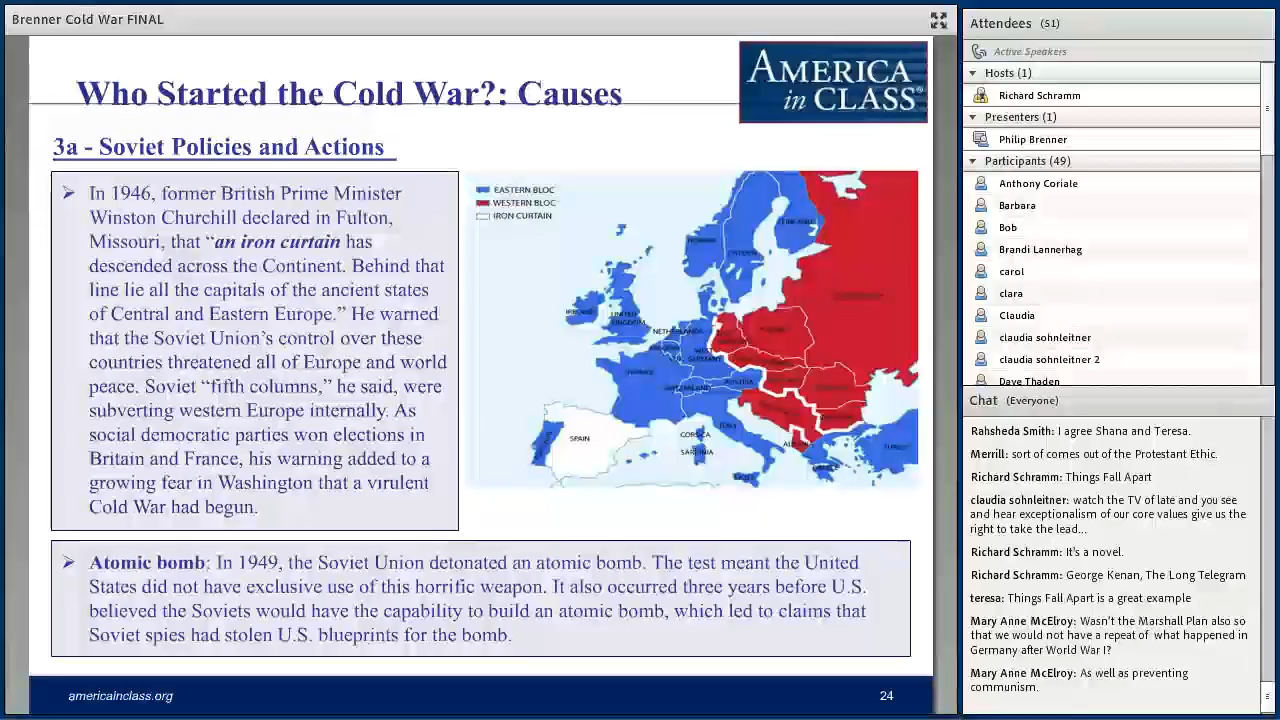 Brenner Cold War FINAL
Who Started the Cold War?: Causes
AMERICA
in CLASS®
3a - Soviet Policies and Actions
In 1946, former British Prime Minister
Winston Churchill declared in Fulton,
Missouri, that “an iron curtain has
descended across the Continent. Behind that
line lie all the capitals of the ancient states
of Central and Eastern Europe.” He warned
that the Soviet Union’s control over these
countries threatened all of Europe and world
peace. Soviet “fifth columns,” he said, were
subverting western Europe internally. As
social democratic parties won elections in
Britain and France, his warning added to a
growing fear in Washington that a virulent
Cold War had begun.
EASTERN BLOC
WESTERN BLOC
IRON CURTAIN
FINLAND
NORWAY
SWEDEN
IRELAND
UNITED
KINGDOM
NETHERLANDS
WEST
GERMANY
FRANCE
SWITZERLAND
AUSTRIA
POLAND
SPAIN
CORSICA
SARDINIA
ITALY
GREECE
TURKEY
Atomic bomb: In 1949, the Soviet Union detonated an atomic bomb. The test meant the United
States did not have exclusive use of this horrific weapon. It also occurred three years before U.S.
believed the Soviets would have the capability to build an atomic bomb, which led to claims that
Soviet spies had stolen U.S. blueprints for the bomb.
americainclass.org
24
Attendees (51)
Active Speakers
Hosts (1)
Richard Schramm
Presenters (1)
Philip Brenner
Participants (49)
Anthony Coriale
Barbara
Bob
Brandi Lannerhag
carol
clara
Claudia
claudia sohnleitner
claudia sohnleitner 2
Dave Thaden
Chat (Everyone)
Rahsheda Smith: I agree Shana and Teresa.
Merrill: sort of comes out of the Protestant Ethic.
Richard Schramm: Things Fall Apart
claudia sohnleitner: watch the TV of late and you see
and hear exceptionalism of our core values give us the
right to take the lead...
Richard Schramm: It's a novel.
Richard Schramm: George Kenan, The Long Telegram
teresa: Things Fall Apart is a great example
Mary Anne McElroy: Wasn't the Marshall Plan also so
that we would not have a repeat of what happened in
Germany after World War I?
Mary Anne McElroy: As well as preventing
communism.